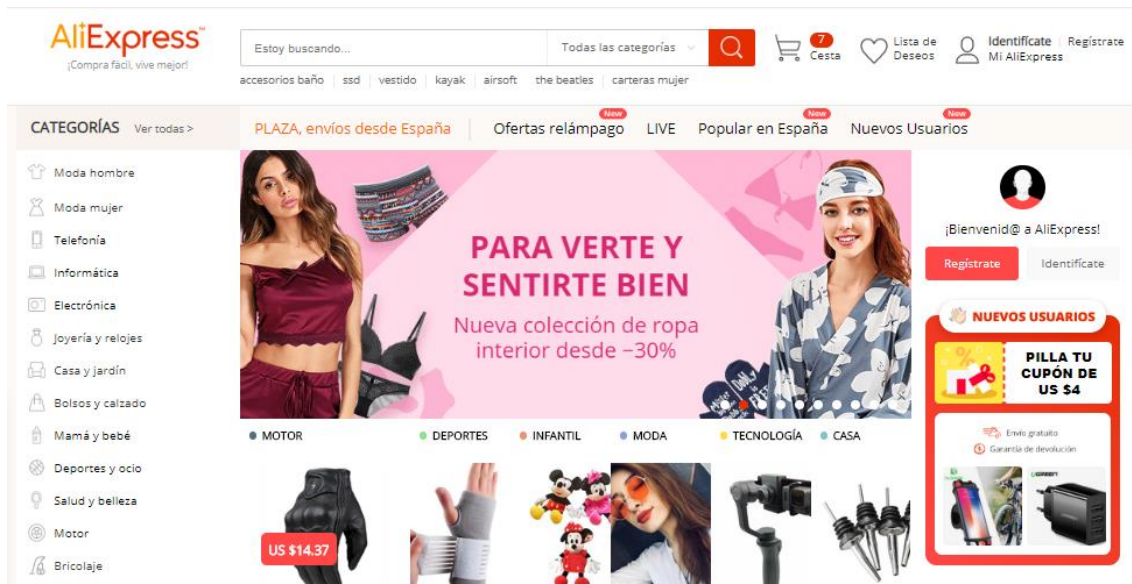 AliExpress™
¡Compra fácil, vive mejor!
Estoy buscando...
Todas las categorías
7
Cesta
Lista de
Deseos
Identifícate | Regístrate
Mi AliExpress
accesorios baño | ssd | vestido | kayak | airsoft | the beatles | carteras mujer
CATEGORÍAS Ver todas >
PLAZA, envíos desde España
Ofertas relámpago
New
LIVE
Popular en España
New
Nuevos Usuarios
New
Moda hombre
Moda mujer
Telefonía
Informática
Electrónica
Joyería y relojes
Casa y jardín
Bolsos y calzado
Mamá y bebé
Deportes y ocio
Salud y belleza
Motor
Bricolaje
PARA VERTE Y
SENTIRTE BIEN
Nueva colección de ropa
interior desde −30%
¡Bienvenid@ a AliExpress!
Regístrate
Identifícate
NUEVOS USUARIOS
%
PILLA TU
CUPÓN DE
US $4
Envío gratuito
Garantía de devolución
UGREEN
MOTOR
DEPORTES
INFANTIL
MODA
TECNOLOGÍA
CASA
US $14.37